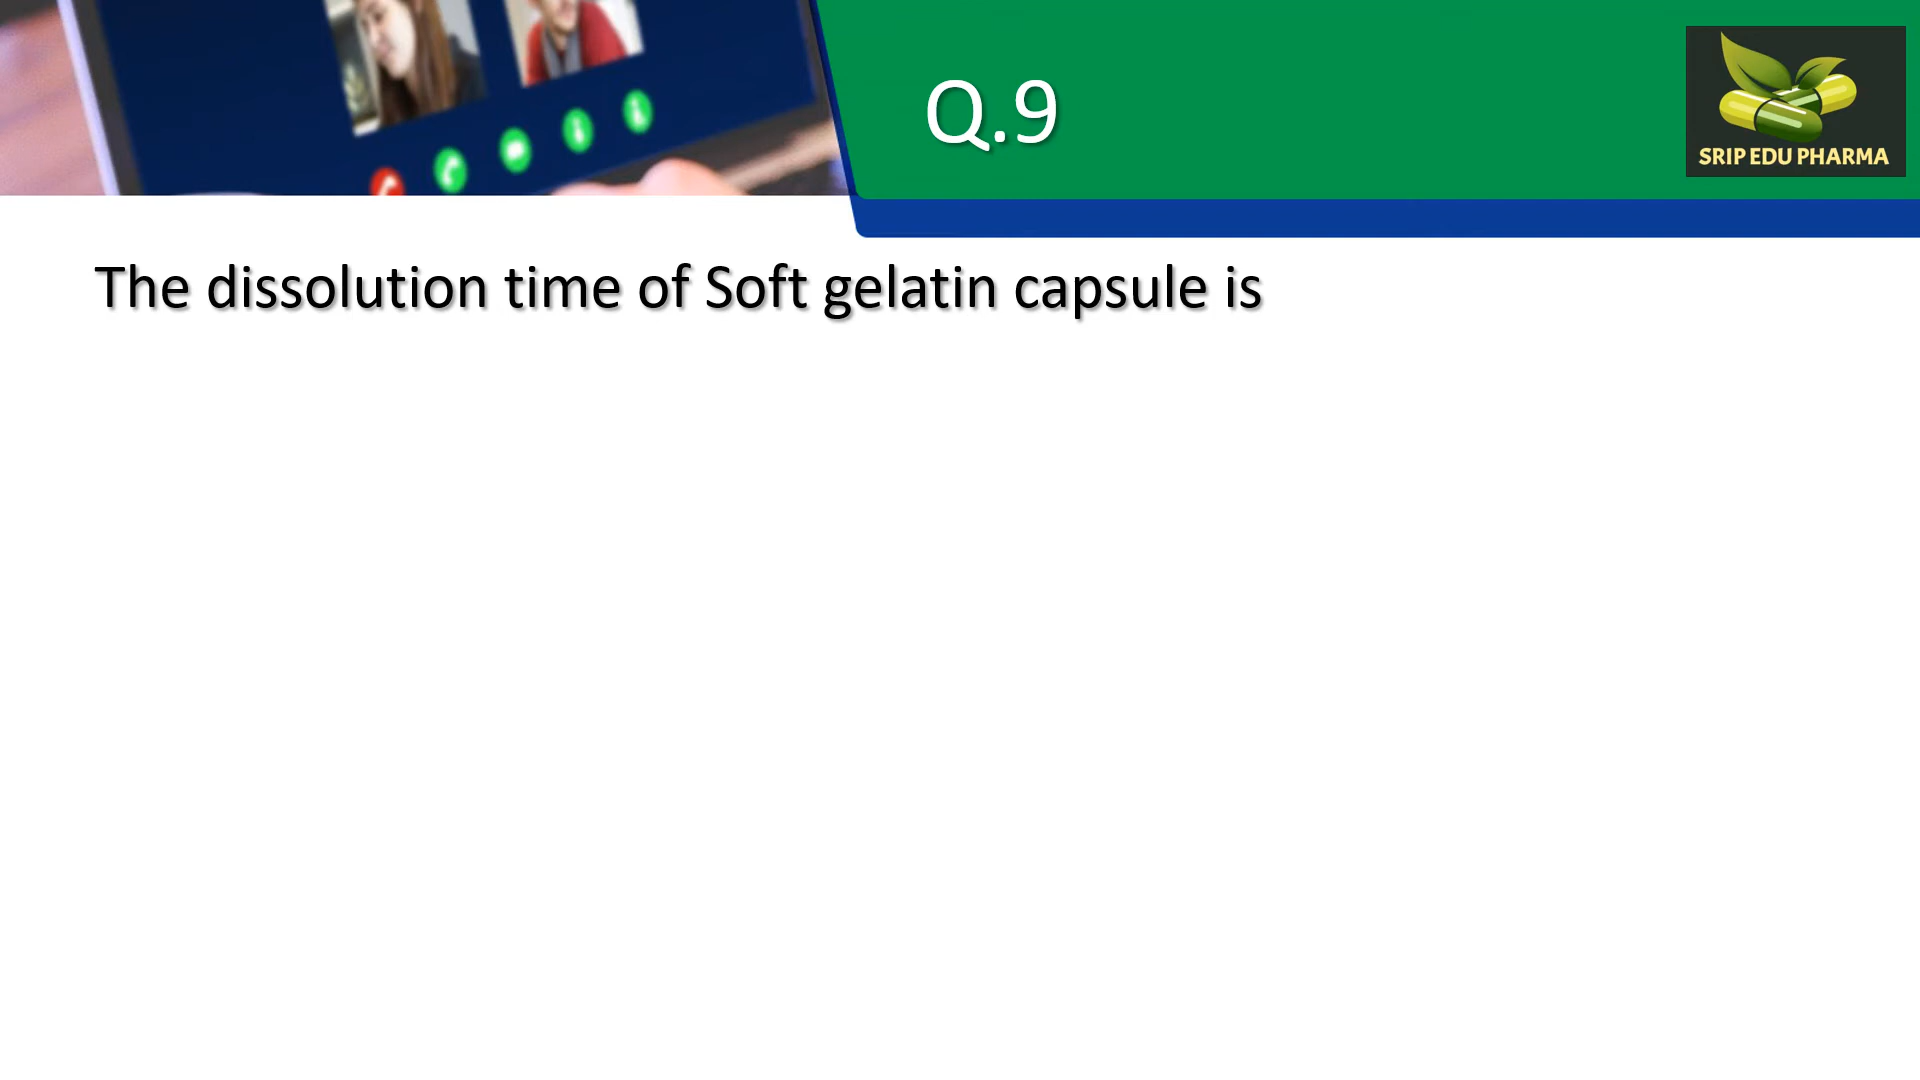 Q.9
SRIP EDU PHARMA
The dissolution time of Soft gelatin capsule is